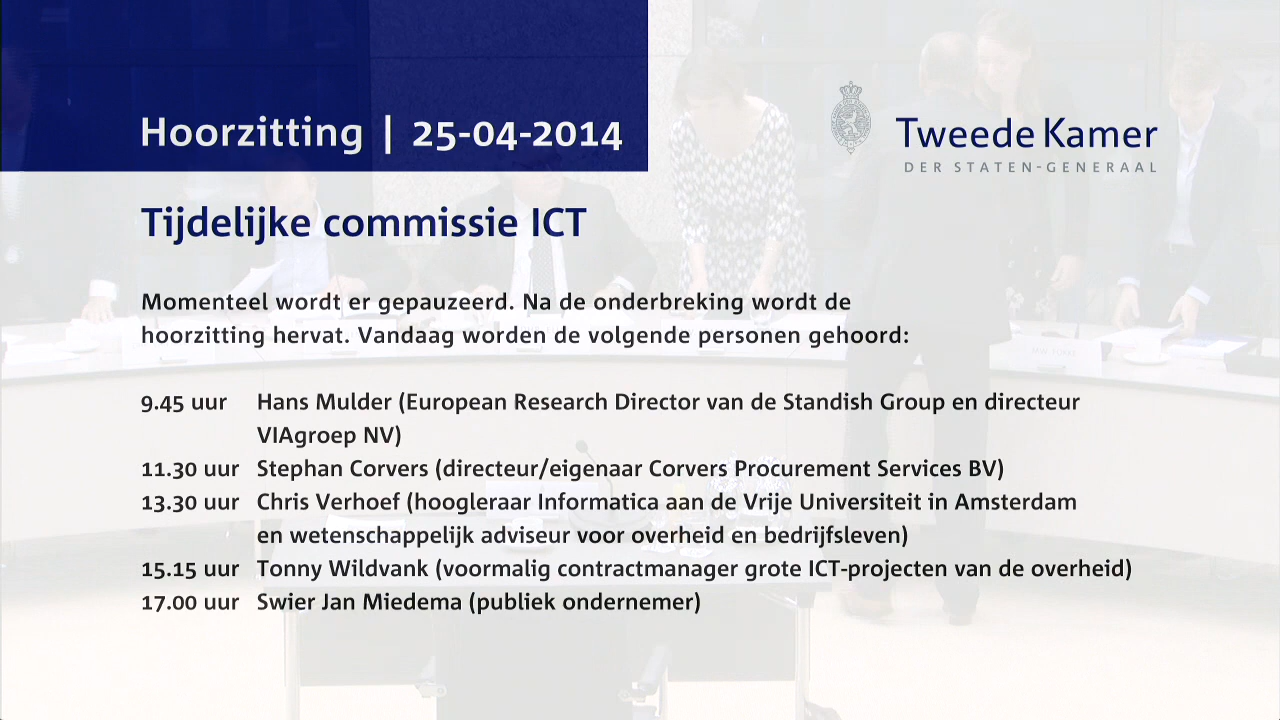 Hoorzitting | 25-04-2014
Tweede Kamer
DER STATEN-GENERAAL
Tijdelijke commissie ICT
Momenteel wordt er gepauzeerd. Na de onderbreking wordt de
hoorzitting hervat. Vandaag worden de volgende personen gehoord:
9.45 uur Hans Mulder (European Research Director van de Standish Group en directeur
VIAgroep NV)
11.30 uur Stephan Corvers (directeur/eigenaar Corvers Procurement Services BV)
13.30 uur Chris Verhoef (hoogleraar Informatica aan de Vrije Universiteit in Amsterdam
en wetenschappelijk adviseur voor overheid en bedrijfsleven)
15.15 uur Tonny Wildvank (voormalig contractmanager grote ICT-projecten van de overheid)
17.00 uur Swier Jan Miedema (publiek ondernemer)